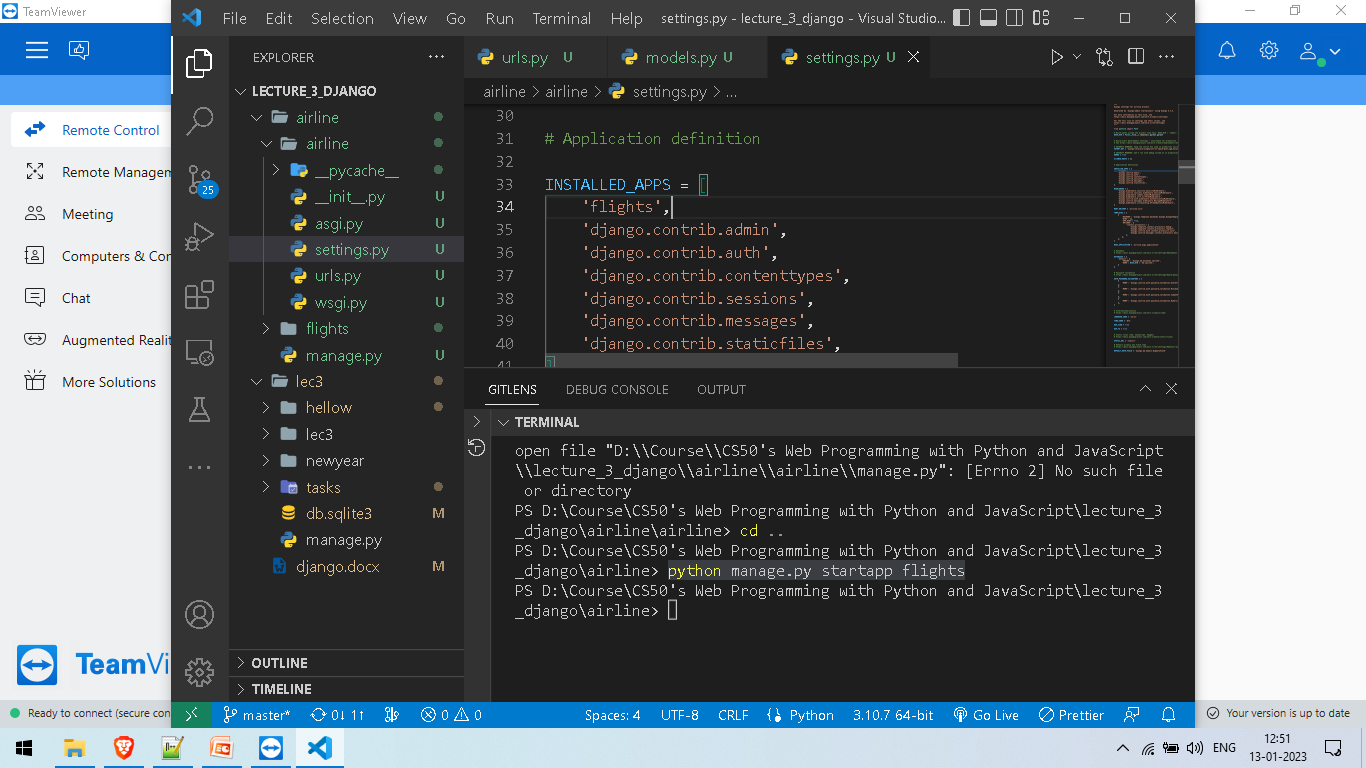 TeamViewer
File Edit Selection View Go Run Terminal Help settings.py - lecture_3_django - Visual Studio...
Remote Control
Remote Managem
Meeting
Computers & Con
Chat
Augmented Realit
More Solutions
TeamVi
Ready to connect (secure con
25
EXPLORER
LECTURE_3_DJANGO
airline
airline
__pycache__
__init__.py U
asgi.py U
settings.py U
urls.py U
wsgi.py U
flights
manage.py U
lec3
hellow
lec3
newyear
tasks
db.sqlite3 M
manage.py
django.docx M
OUTLINE
TIMELINE
urls.py U models.py U settings.py U
airline > airline > settings.py > ...
30
31 # Application definition
32
33 INSTALLED_APPS = [
34 'flights',
35 'django.contrib.admin',
36 'django.contrib.auth',
37 'django.contrib.contenttypes',
38 'django.contrib.sessions',
39 'django.contrib.messages',
40 'django.contrib.staticfiles',
41 ]
GITLENS DEBUG CONSOLE OUTPUT
TERMINAL
open file "D:\\Course\\CS50's Web Programming with Python and JavaScript
\\lecture_3_django\\airline\\airline\\manage.py": [Errno 2] No such file
or directory
PS D:\Course\CS50's Web Programming with Python and JavaScript\lecture_3
_django\airline\airline> cd ..
PS D:\Course\CS50's Web Programming with Python and JavaScript\lecture_3
_django\airline> python manage.py startapp flights
PS D:\Course\CS50's Web Programming with Python and JavaScript\lecture_3
_django\airline>
master* 0↓ 1↑ 0 0 Spaces: 4 UTF-8 CRLF Python 3.10.7 64-bit Go Live Prettier
Your version is up to date
ENG
12:51
13-01-2023